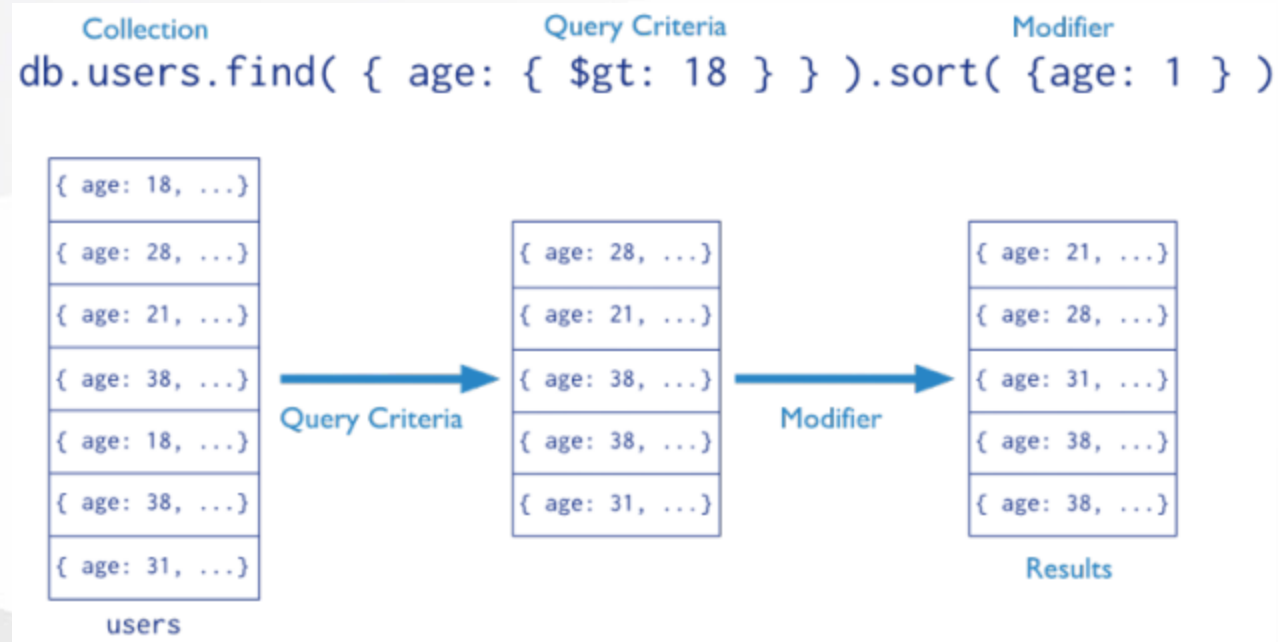 Collection Query Criteria Modifier
db.users.find( { age: { $gt: 18 } } ).sort( {age: 1 } )
{ age: 18, ...}
{ age: 28, ...}
{ age: 21, ...}
{ age: 38, ...}
{ age: 18, ...}
{ age: 38, ...}
{ age: 31, ...}
users
Query Criteria
{ age: 28, ...}
{ age: 21, ...}
{ age: 38, ...}
{ age: 38, ...}
{ age: 31, ...}
Modifier
{ age: 21, ...}
{ age: 28, ...}
{ age: 31, ...}
{ age: 38, ...}
{ age: 38, ...}
Results